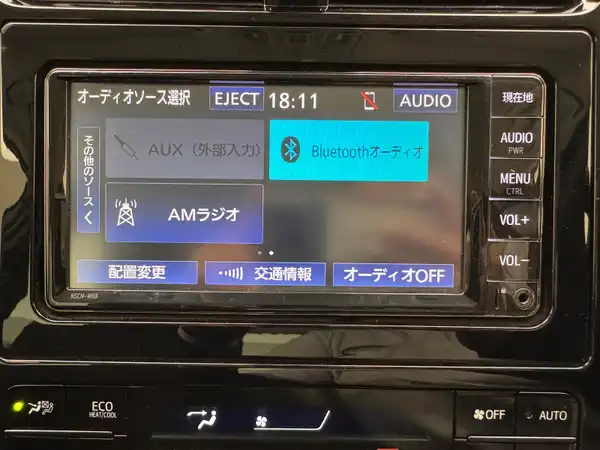 オーディオソース選択 EJECT 18:11 AUDIO
その他のソース
AUX (外部入力)
Bluetoothオーディオ
AMラジオ
配置変更 交通情報 オーディオOFF
現在地
AUDIO
PWR
MENU
CTRL
VOL+
VOL-
NSCN-W68
ECO
HEAT/COOL
OFF
AUTO